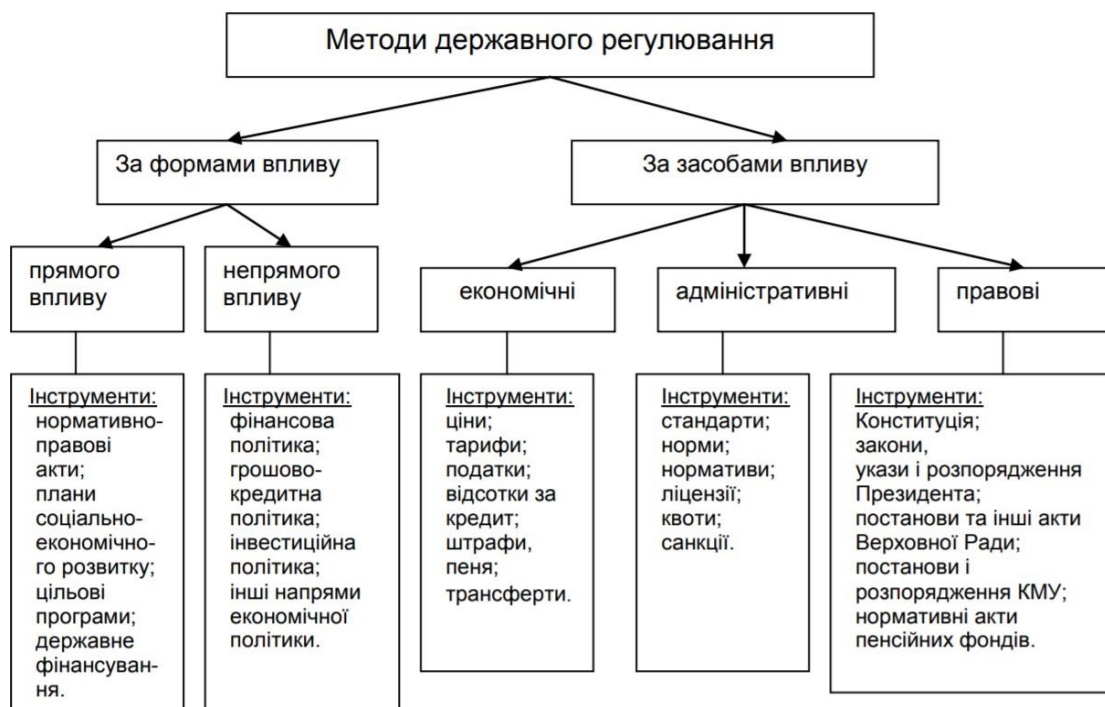 Методи державного регулювання
За формами впливу
За засобами впливу
прямого
впливу
непрямого
впливу
економічні
адміністративні
правові
Інструменти:
нормативно-
правові
акти;
плани
соціально-
економічно-
го розвитку;
цільові
програми;
державне
фінансуван-
ня.
Інструменти:
фінансова
політика;
грошово-
кредитна
політика;
інвестиційна
політика;
інші напрями
економічної
політики.
Інструменти:
ціни;
тарифи;
податки;
відсотки за
кредит;
штрафи,
пеня;
трансферти.
Інструменти:
стандарти;
норми;
нормативи;
ліцензії;
квоти;
санкції.
Інструменти:
Конституція;
закони,
укази і розпорядження
Президента;
постанови та інші акти
Верховної Ради;
постанови і
розпорядження КМУ;
нормативні акти
пенсійних фондів.